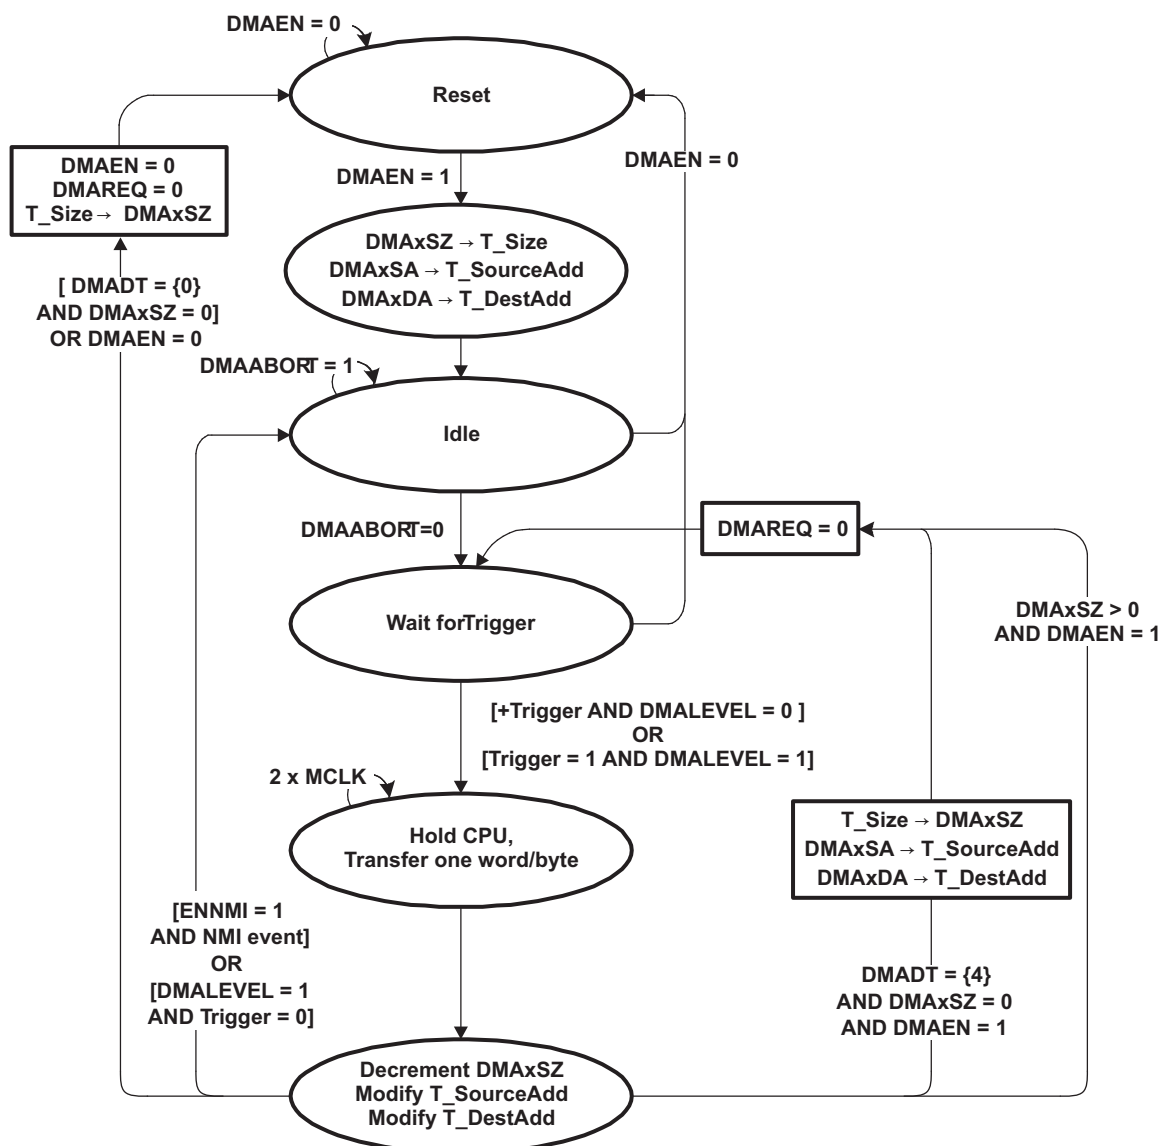 DMAEN = 0
Reset
DMAEN = 0
DMAREQ = 0
T_Size → DMAxSZ
DMAEN = 0
DMAEN = 1
DMAxSZ → T_Size
DMAxSA → T_SourceAdd
DMAxDA → T_DestAdd
[ DMADT = {0}
AND DMAxSZ = 0]
OR DMAEN = 0
DMAABORT = 1
Idle
DMAABORT=0
DMAREQ = 0
Wait forTrigger
DMAxSZ > 0
AND DMAEN = 1
[+Trigger AND DMALEVEL = 0 ]
OR
[Trigger = 1 AND DMALEVEL = 1]
2 x MCLK
Hold CPU,
Transfer one word/byte
T_Size → DMAxSZ
DMAxSA → T_SourceAdd
DMAxDA → T_DestAdd
[ENNMI = 1
AND NMI event]
OR
[DMALEVEL = 1
AND Trigger = 0]
DMADT = {4}
AND DMAxSZ = 0
AND DMAEN = 1
Decrement DMAxSZ
Modify T_SourceAdd
Modify T_DestAdd